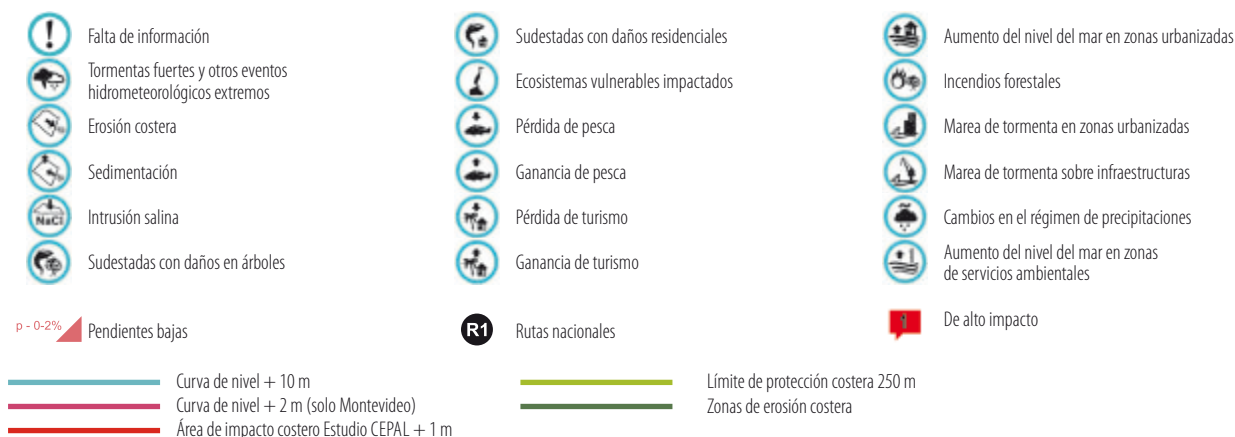 Falta de información
Tormentas fuertes y otros eventos
hidrometeorológicos extremos
Erosión costera
Sedimentación
NaCl
Intrusión salina
Sudestadas con daños en árboles
p - 0-2%
Pendientes bajas
Sudestadas con daños residenciales
Ecosistemas vulnerables impactados
Pérdida de pesca
Ganancia de pesca
Pérdida de turismo
Ganancia de turismo
R1
Rutas nacionales
Aumento del nivel del mar en zonas urbanizadas
Incendios forestales
Marea de tormenta en zonas urbanizadas
Marea de tormenta sobre infraestructuras
Cambios en el régimen de precipitaciones
Aumento del nivel del mar en zonas
de servicios ambientales
1
De alto impacto
Curva de nivel + 10 m
Curva de nivel + 2 m (solo Montevideo)
Área de impacto costero Estudio CEPAL + 1 m
Límite de protección costera 250 m
Zonas de erosión costera